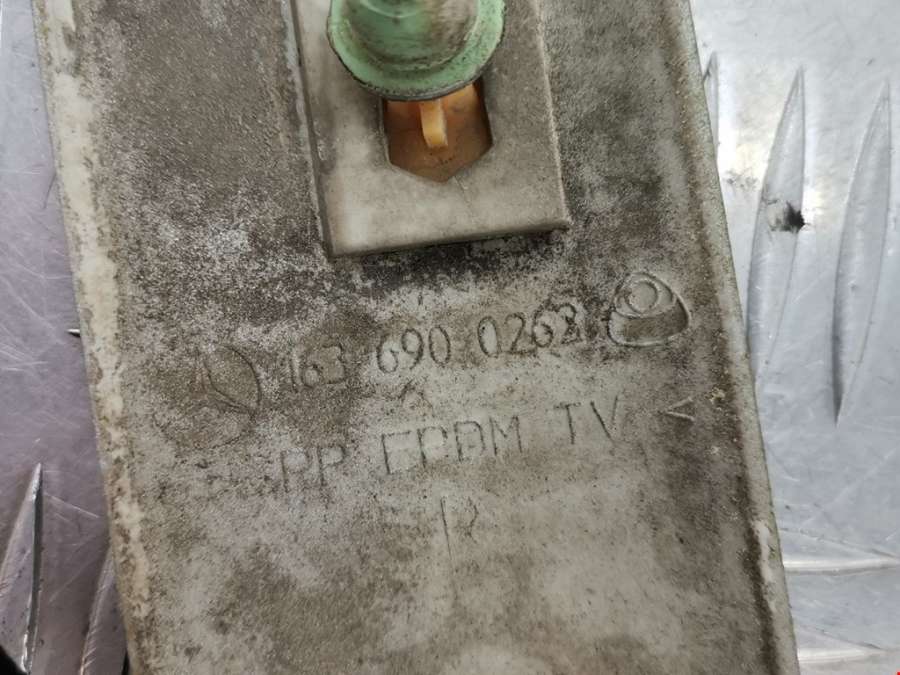 163 690 0262
PP EPDM TV <
R